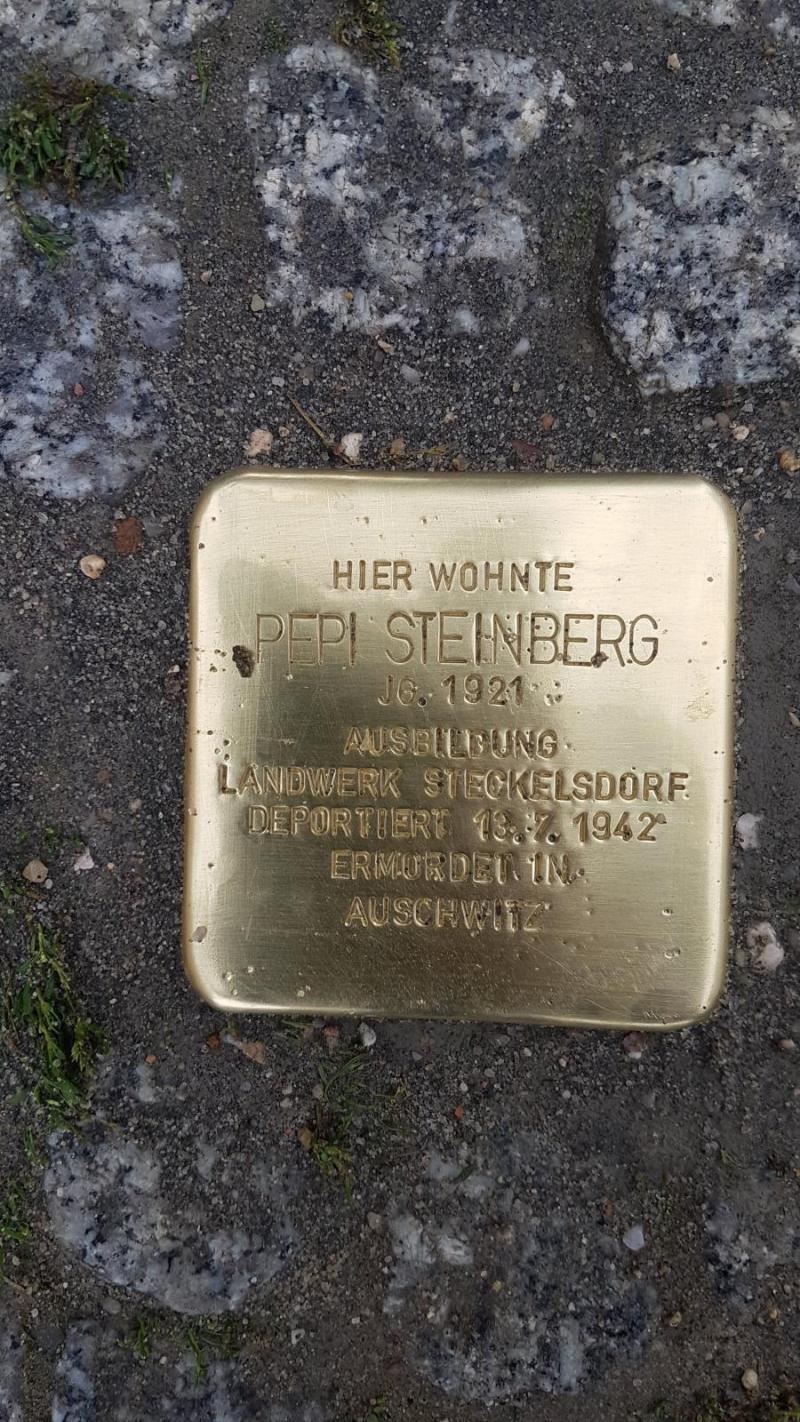 HIER WOHNTE
PEPI STEINBERG
JG. 1921
AUSBILDUNG
LANDWERK STECKELSDORF
DEPORTIERT 13.7. 1942
ERMORDET IN
AUSCHWITZ